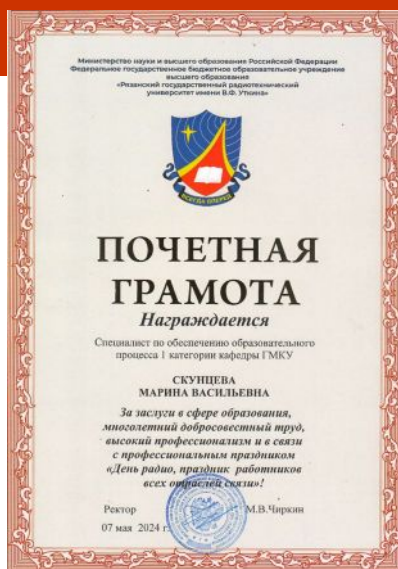 Министерство науки и высшего образования Российской Федерации
Федеральное государственное бюджетное образовательное учреждение
высшего образования
«Рязанский государственный радиотехнический
университет имени В.Ф. Уткина»
ВСЕГДА ВПЕРЕД
ПОЧЕТНАЯ
ГРАМОТА
Награждается
Специалист по обеспечению образовательного
процесса 1 категории кафедры ГМКУ
СКУНЦЕВА
МАРИНА ВАСИЛЬЕВНА
За заслуги в сфере образования,
многолетний добросовестный труд,
высокий профессионализм и в связи
с профессиональным праздником
«День радио, праздник работников
всех отраслей связи»!
Ректор М.В.Чиркин
07 мая 2024 г.